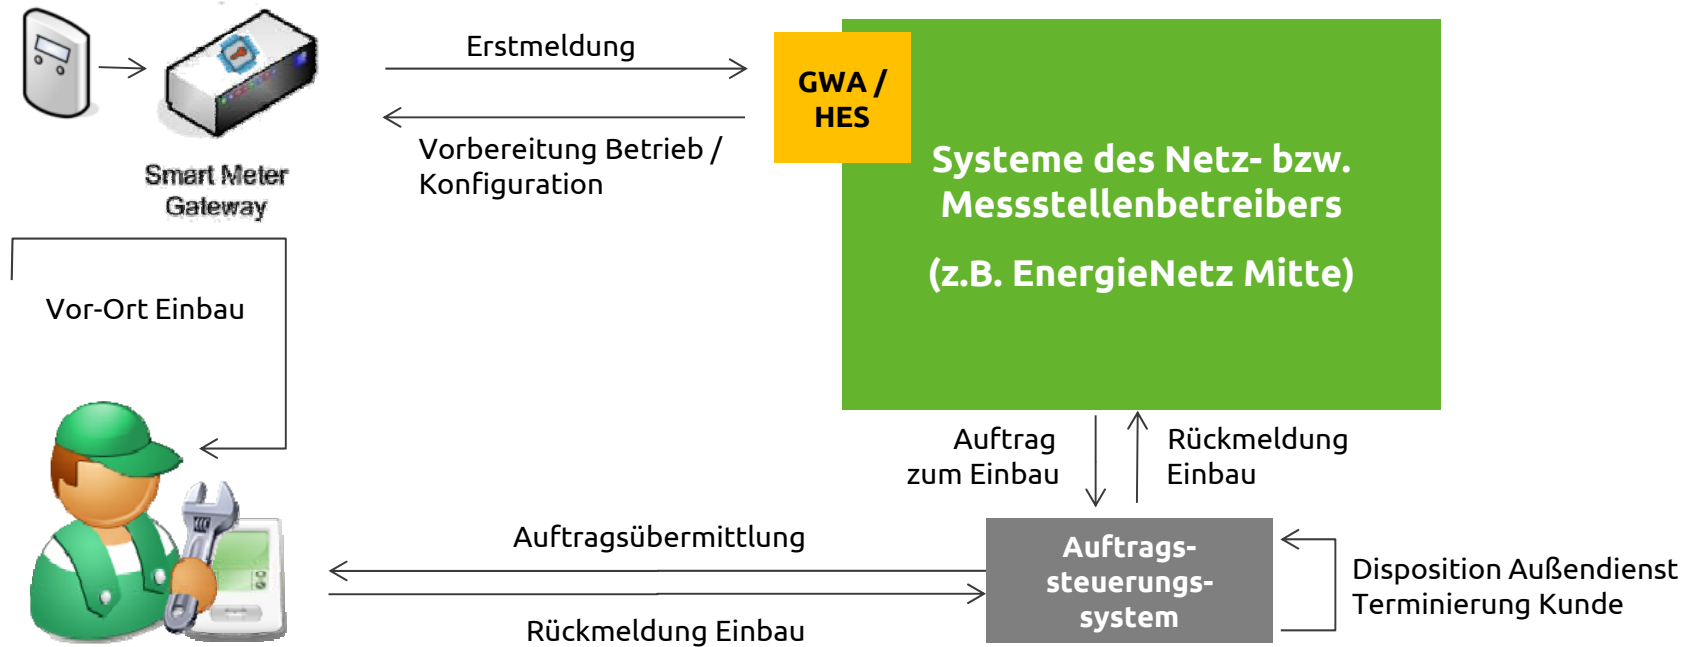 Erstmeldung
GWA /
HES
Vorbereitung Betrieb /
Konfiguration
Smart Meter
Gateway
Systeme des Netz- bzw.
Messstellenbetreibers
(z.B. EnergieNetz Mitte)
Vor-Ort Einbau
Auftrag
zum Einbau
Rückmeldung
Einbau
Auftragsübermittlung
Auftrags-
steuerungs-
system
Disposition Außendienst
Terminierung Kunde
Rückmeldung Einbau